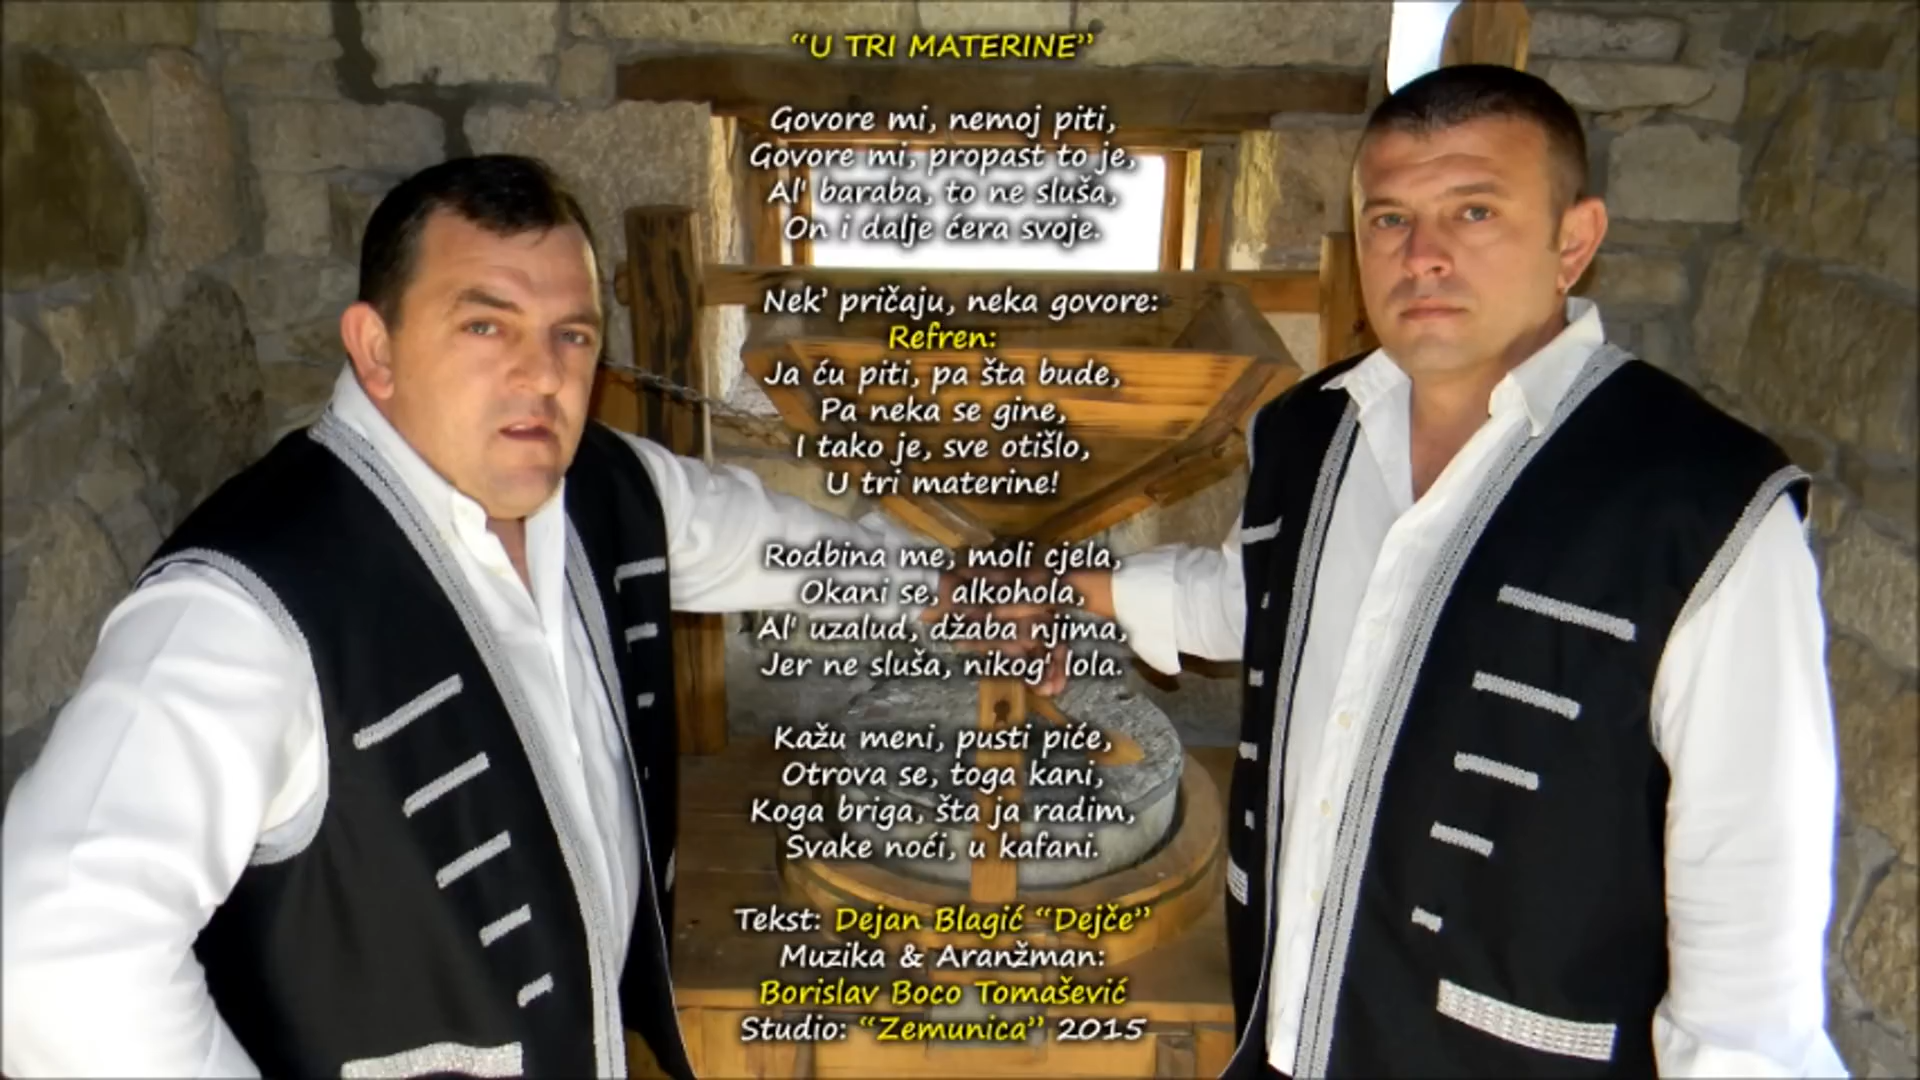 “U TRI MATERINE”
Govore mi, nemoj piti,
Govore mi, propast to je,
Al' baraba, to ne sluša,
On i dalje ćera svoje.
Nek’ pričaju, neka govore:
Refren:
Ja ću piti, pa šta bude,
Pa neka se gine,
I tako je, sve otišlo,
U tri materine!
Rodbina me, moli cjela,
Okani se, alkohola,
Al' uzalud, džaba njima,
Jer ne sluša, nikog' lola.
Kažu meni, pusti piće,
Otrova se, toga kani,
Koga briga, šta ja radim,
Svake noći, u kafani.
Tekst: Dejan Blagić “Dejče”
Muzika & Aranžman:
Borislav Boco Tomašević
Studio: “Zemunica” 2015